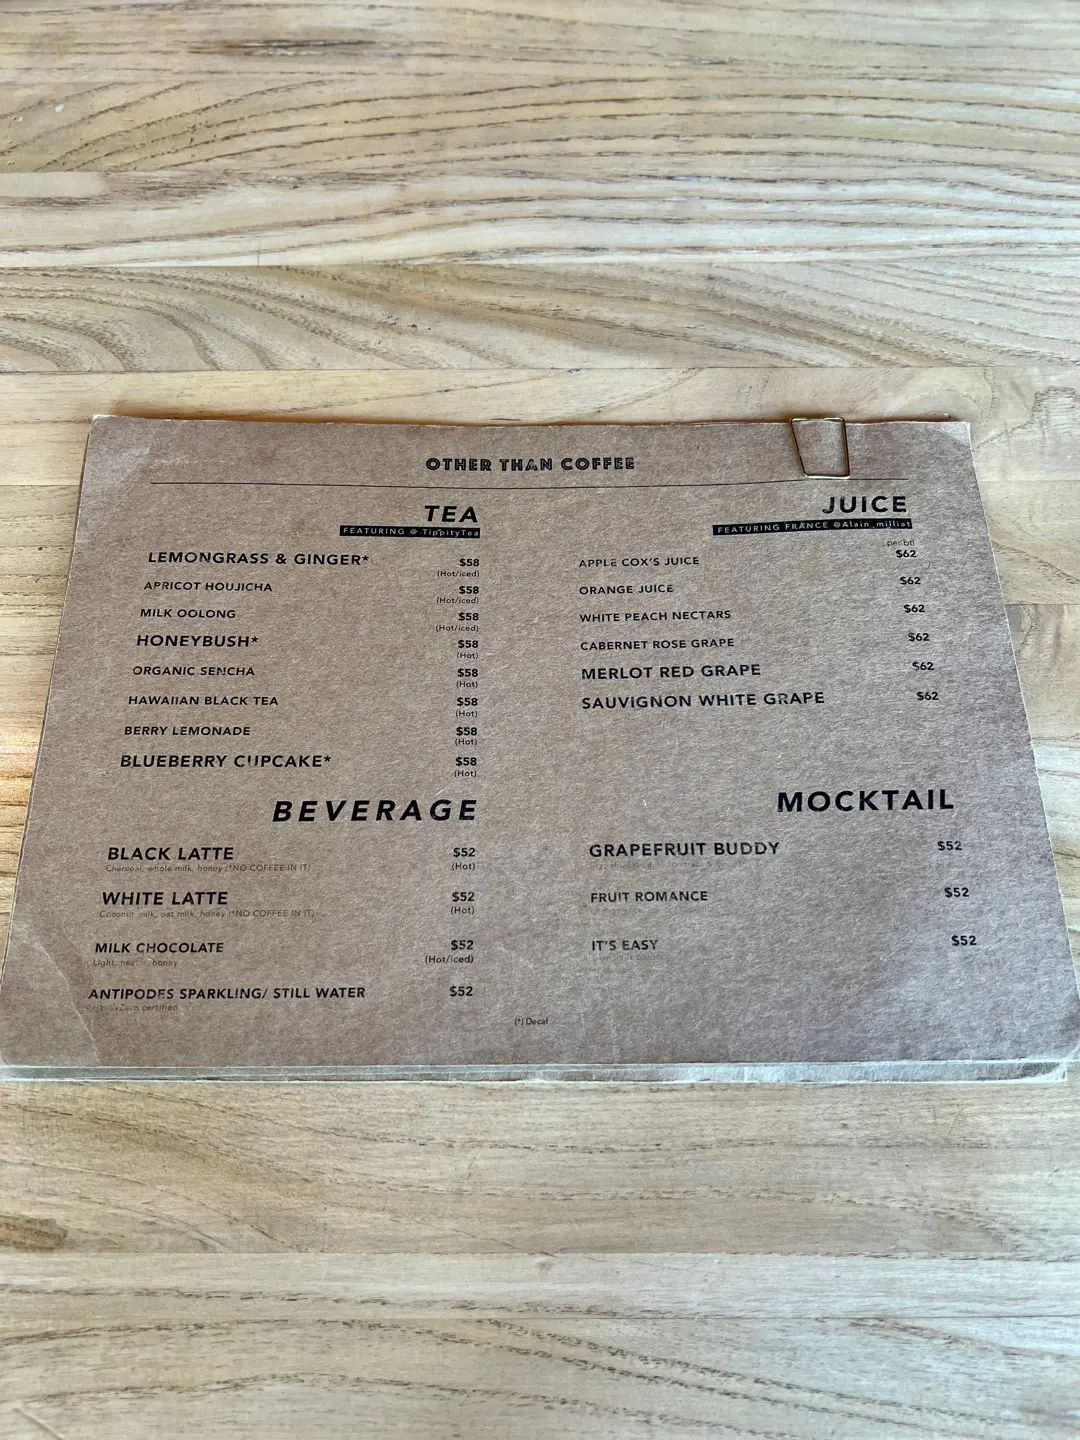 OTHER THAN COFFEE
TEA
FEATURING @ TippityTea
LEMONGRASS & GINGER* $58
(Hot/iced)
APRICOT HOUJICHA $58
(Hot/iced)
MILK OOLONG $58
(Hot/iced)
HONEYBUSH* $58
(Hot)
ORGANIC SENCHA $58
(Hot)
HAWAIIAN BLACK TEA $58
(Hot)
BERRY LEMONADE $58
(Hot)
BLUEBERRY CUPCAKE* $58
(Hot)
BEVERAGE
BLACK LATTE $52
Charcoal, whole milk, honey (*NO COFFEE IN IT) (Hot)
WHITE LATTE $52
Coconut milk, oat milk, honey (*NO COFFEE IN IT) (Hot)
MILK CHOCOLATE $52
Light, honey (Hot/iced)
ANTIPODES SPARKLING/ STILL WATER $52
Zero certified
JUICE
FEATURING FRANCE @Alain_milliat
per btl
APPLE COX'S JUICE $62
ORANGE JUICE $62
WHITE PEACH NECTARS $62
CABERNET ROSE GRAPE $62
MERLOT RED GRAPE $62
SAUVIGNON WHITE GRAPE $62
MOCKTAIL
GRAPEFRUIT BUDDY $52
FRUIT ROMANCE $52
IT'S EASY $52
(*) Decaf